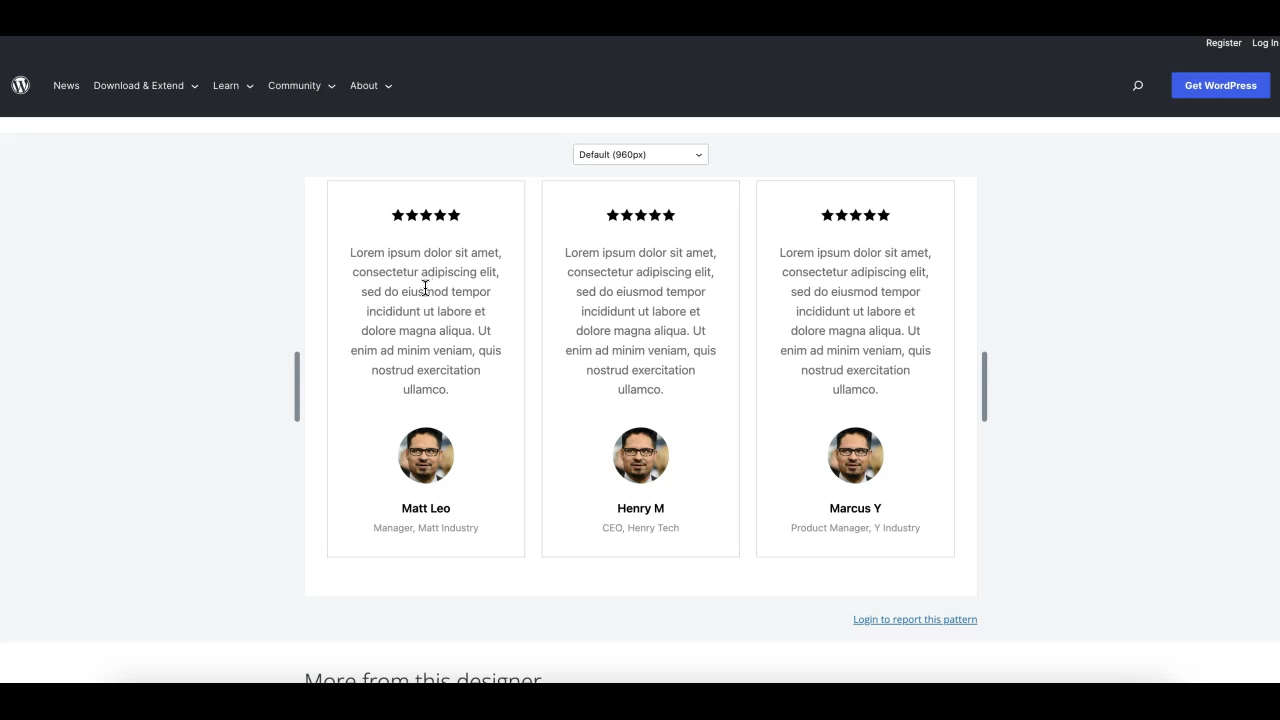 Register Log In
News Download & Extend Learn Community About Get WordPress
Default (960px)
★★★★★
Lorem ipsum dolor sit amet,
consectetur adipiscing elit,
sed do eiusmod tempor
incididunt ut labore et
dolore magna aliqua. Ut
enim ad minim veniam, quis
nostrud exercitation
ullamco.
Matt Leo
Manager, Matt Industry
★★★★★
Lorem ipsum dolor sit amet,
consectetur adipiscing elit,
sed do eiusmod tempor
incididunt ut labore et
dolore magna aliqua. Ut
enim ad minim veniam, quis
nostrud exercitation
ullamco.
Henry M
CEO, Henry Tech
★★★★★
Lorem ipsum dolor sit amet,
consectetur adipiscing elit,
sed do eiusmod tempor
incididunt ut labore et
dolore magna aliqua. Ut
enim ad minim veniam, quis
nostrud exercitation
ullamco.
Marcus Y
Product Manager, Y Industry
Login to report this pattern
More from this designer